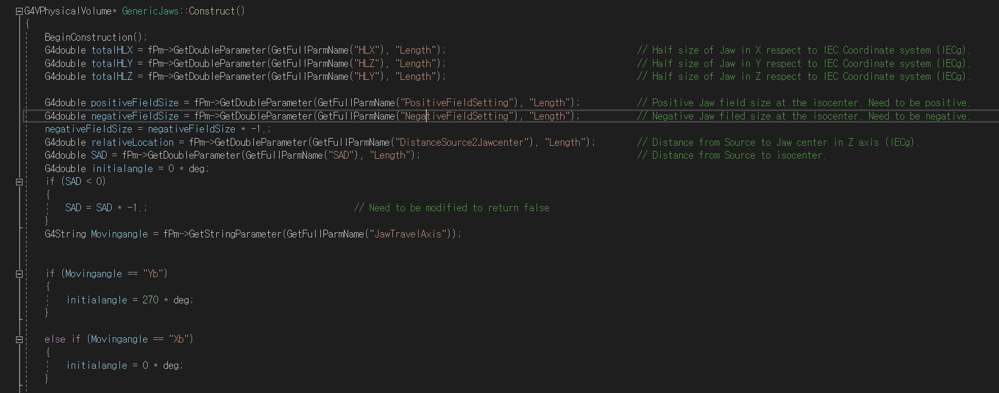 G4VPhysicalVolume* GenericJaws::Construct()
{
BeginConstruction();
G4double totalHLX = fPm->GetDoubleParameter(GetFullParmName("HLX"), "Length"); // Half size of Jaw in X respect to IEC Coordinate system (IECg).
G4double totalHLY = fPm->GetDoubleParameter(GetFullParmName("HLZ"), "Length"); // Half size of Jaw in Y respect to IEC Coordinate system (IECg).
G4double totalHLZ = fPm->GetDoubleParameter(GetFullParmName("HLY"), "Length"); // Half size of Jaw in Z respect to IEC Coordinate system (IECg).
G4double positiveFieldSize = fPm->GetDoubleParameter(GetFullParmName("PositiveFieldSetting"), "Length"); // Positive Jaw field size at the isocenter. Need to be positive.
G4double negativeFieldSize = fPm->GetDoubleParameter(GetFullParmName("NegativeFieldSetting"), "Length"); // Negative Jaw filed size at the isocenter. Need to be negative.
negativeFieldSize = negativeFieldSize * -1.;
G4double relativeLocation = fPm->GetDoubleParameter(GetFullParmName("DistanceSource2Jawcenter"), "Length"); // Distance from Source to Jaw center in Z axis (IECg).
G4double SAD = fPm->GetDoubleParameter(GetFullParmName("SAD"), "Length"); // Distance from Source to isocenter.
G4double initialangle = 0 * deg;
if (SAD < 0)
{
SAD = SAD * -1.; // Need to be modified to return false
}
G4String Movingangle = fPm->GetStringParameter(GetFullParmName("JawTravelAxis"));
if (Movingangle == "Yb")
{
initialangle = 270 * deg;
}
else if (Movingangle == "Xb")
{
initialangle = 0 * deg;
}